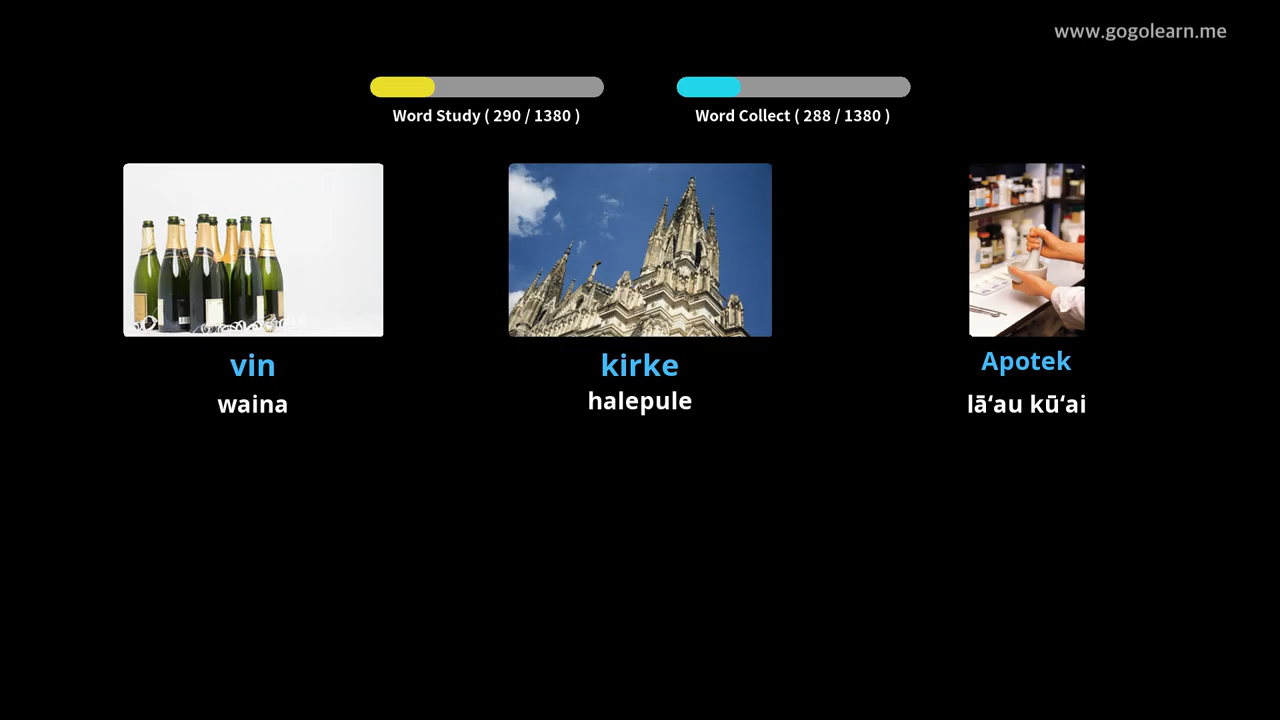 www.gogolearn.me
Word Study ( 290 / 1380 )
Word Collect ( 288 / 1380 )
vin
waina
kirke
halepule
Apotek
lāʻau kūʻai